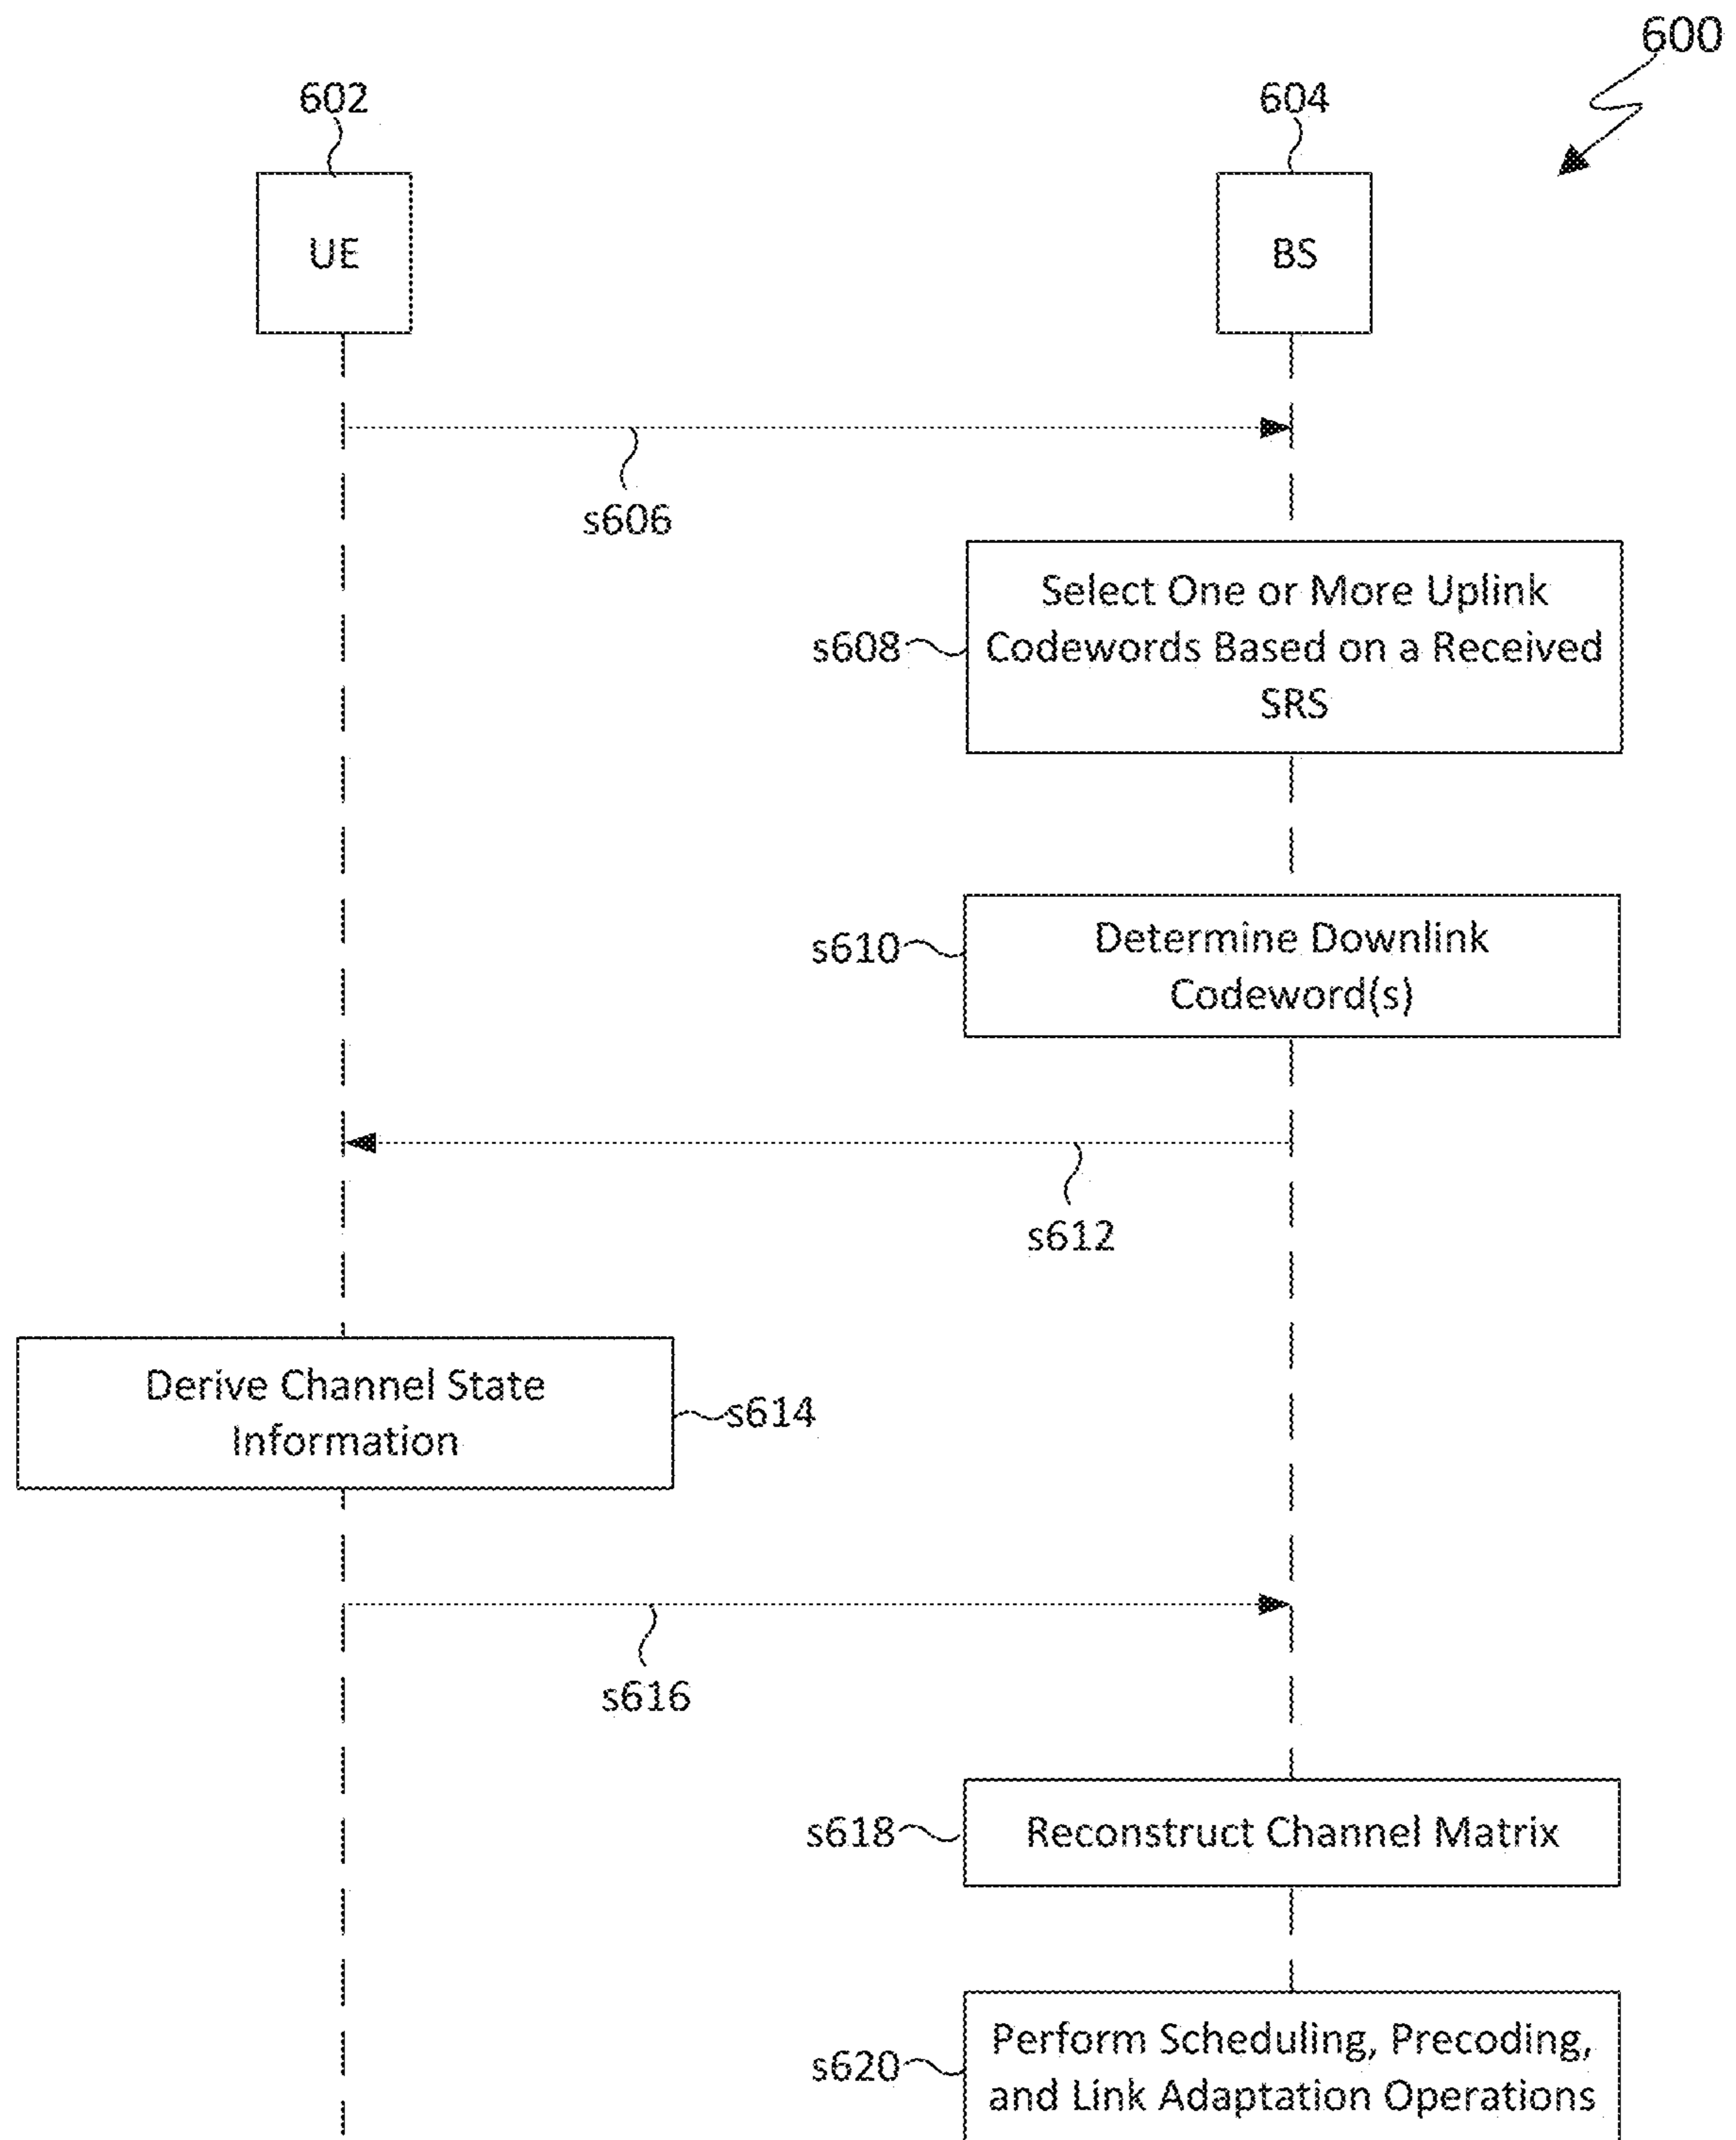 600
602
604
UE
BS
s606
Select One or More Uplink
s608
Codewords Based on a Received
SRS
s610
Determine Downlink
Codeword(s)
s612
Derive Channel State
Information
s614
s616
s618
Reconstruct Channel Matrix
Perform Scheduling, Precoding,
s620
and Link Adaptation Operations